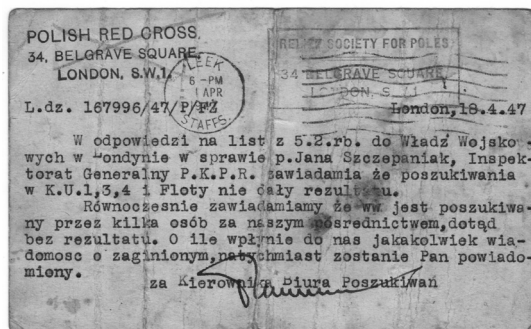 POLISH RED CROSS,
34, BELGRAVE SQUARE,
LONDON, S.W.1.
LEEK
6-PM
1 APR
1947
STAFFS.
RELIEF SOCIETY FOR POLES
34 BELGRAVE SQUARE,
LONDON, S.W.1
L.dz. 167996/47/P/FZ London,18.4.47
W odpowiedzi na list z 5.2.rb. do Władz Wojsko-
wych w Londynie w sprawie p.Jana Szczepaniak, Inspek-
torat Generalny P.K.P.R. zawiadamia że poszukiwania
w K.U.1,3,4 i Floty nie dały rezultatu.
Równoczesnie zawiadamiamy że ww jest poszukiwa-
ny przez kilka osób za naszym pośrednictwem,dotąd
bez rezultatu. O ile wpłynie do nas jakakolwiek wia-
domosc o zaginionym,natychmiast zostanie Pan powiado-
miony.
za Kierownika Biura Poszukiwań